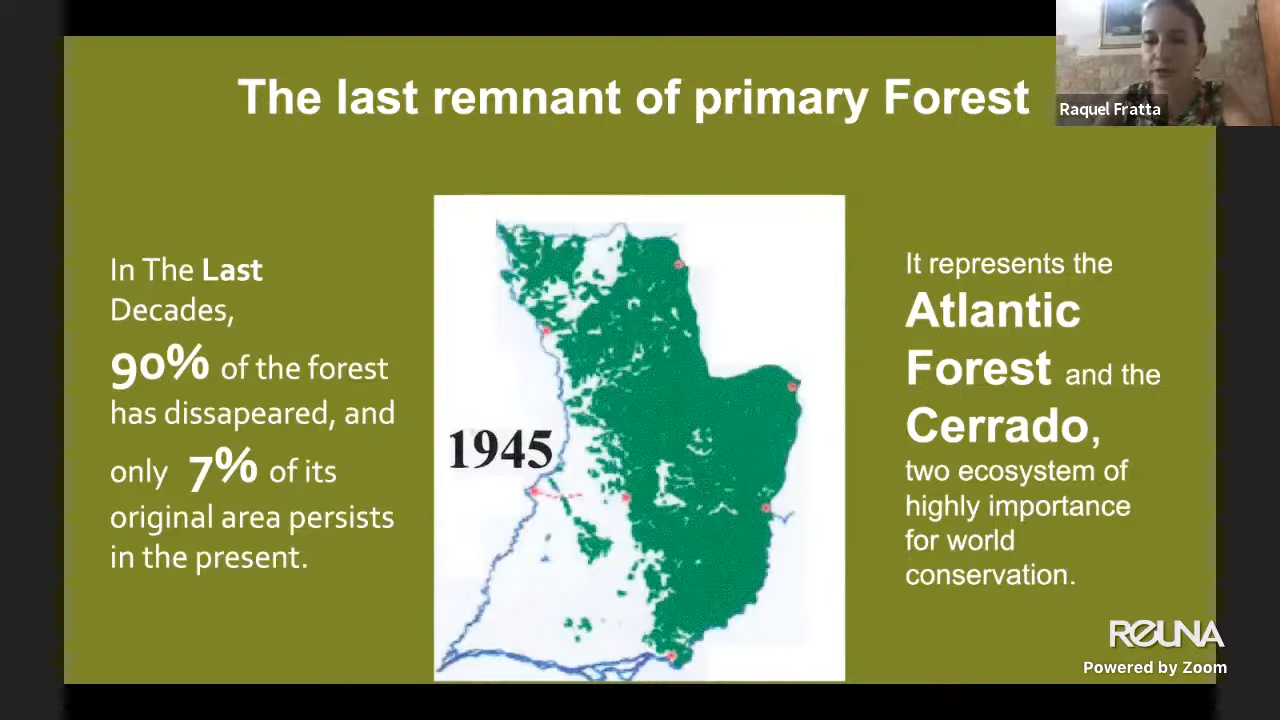 The last remnant of primary Forest
Raquel Fratta
In The Last
Decades,
90% of the forest
has dissapeared, and
only 7% of its
original area persists
in the present.
1945
It represents the
Atlantic
Forest and the
Cerrado,
two ecosystem of
highly importance
for world
conservation.
REUNA
Powered by Zoom